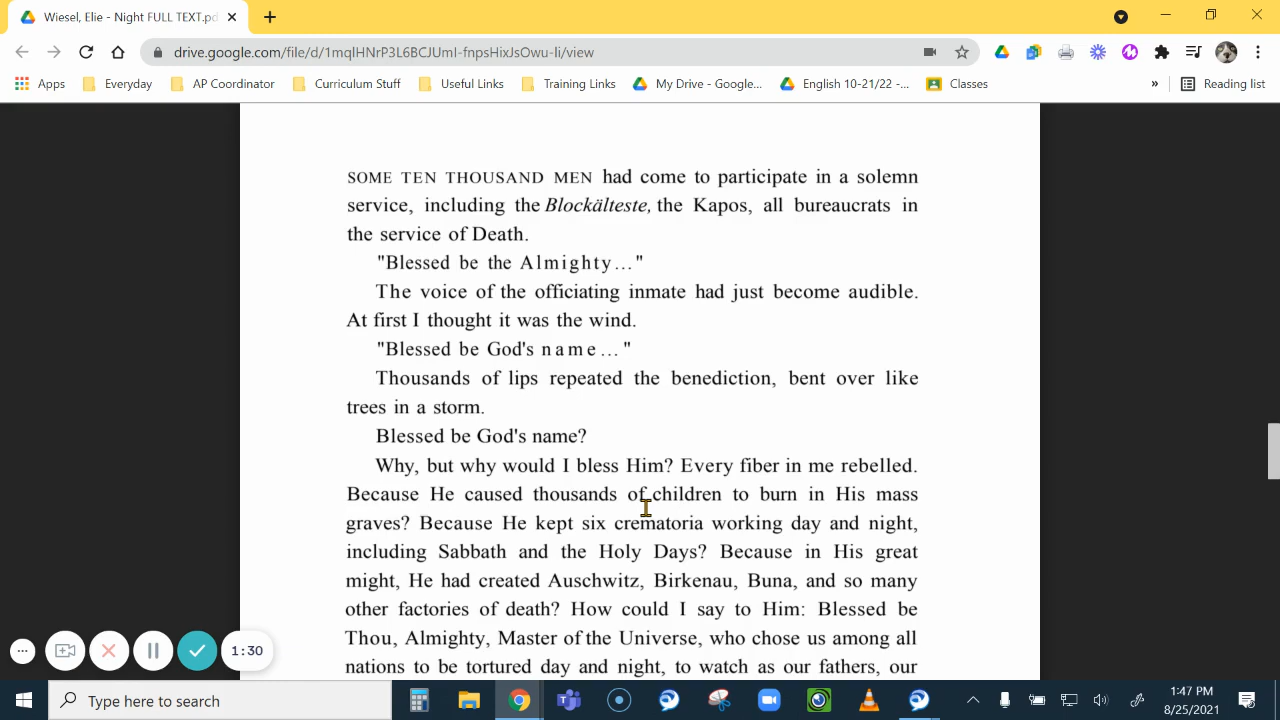 Wiesel, Elie - Night FULL TEXT.pd
drive.google.com/file/d/1mqlHNrP3L6BCJUmI-fnpsHixJsOwu-li/view
Apps Everyday AP Coordinator Curriculum Stuff Useful Links Training Links My Drive - Google... English 10-21/22 -... Classes » Reading list
SOME TEN THOUSAND MEN had come to participate in a solemn
service, including the Blockälteste, the Kapos, all bureaucrats in
the service of Death.
"Blessed be the Almighty..."
The voice of the officiating inmate had just become audible.
At first I thought it was the wind.
"Blessed be God's name..."
Thousands of lips repeated the benediction, bent over like
trees in a storm.
Blessed be God's name?
Why, but why would I bless Him? Every fiber in me rebelled.
Because He caused thousands of children to burn in His mass
graves? Because He kept six crematoria working day and night,
including Sabbath and the Holy Days? Because in His great
might, He had created Auschwitz, Birkenau, Buna, and so many
other factories of death? How could I say to Him: Blessed be
Thou, Almighty, Master of the Universe, who chose us among all
nations to be tortured day and night, to watch as our fathers, our
1:30
Type here to search
1:47 PM
8/25/2021